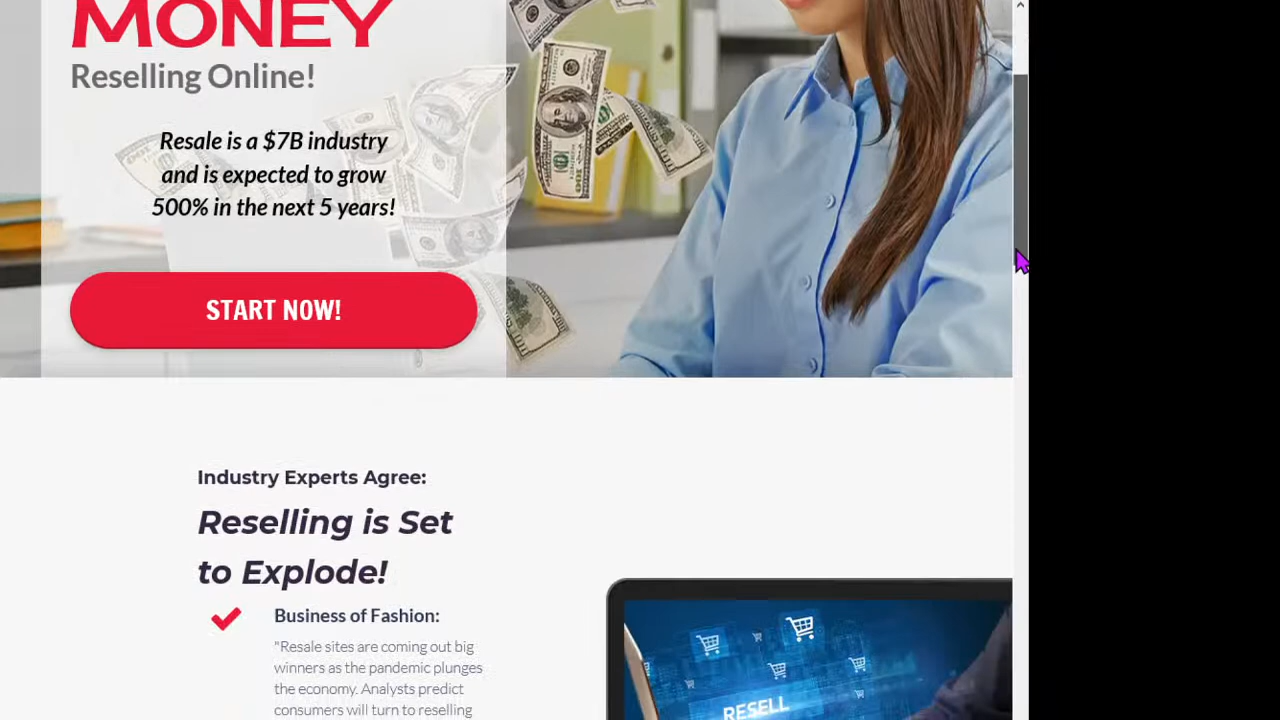 MONEY
Reselling Online!
Resale is a $7B industry
and is expected to grow
500% in the next 5 years!
START NOW!
Industry Experts Agree:
Reselling is Set
to Explode!
Business of Fashion:
"Resale sites are coming out big
winners as the pandemic plunges
the economy. Analysts predict
consumers will turn to reselling
RESELL